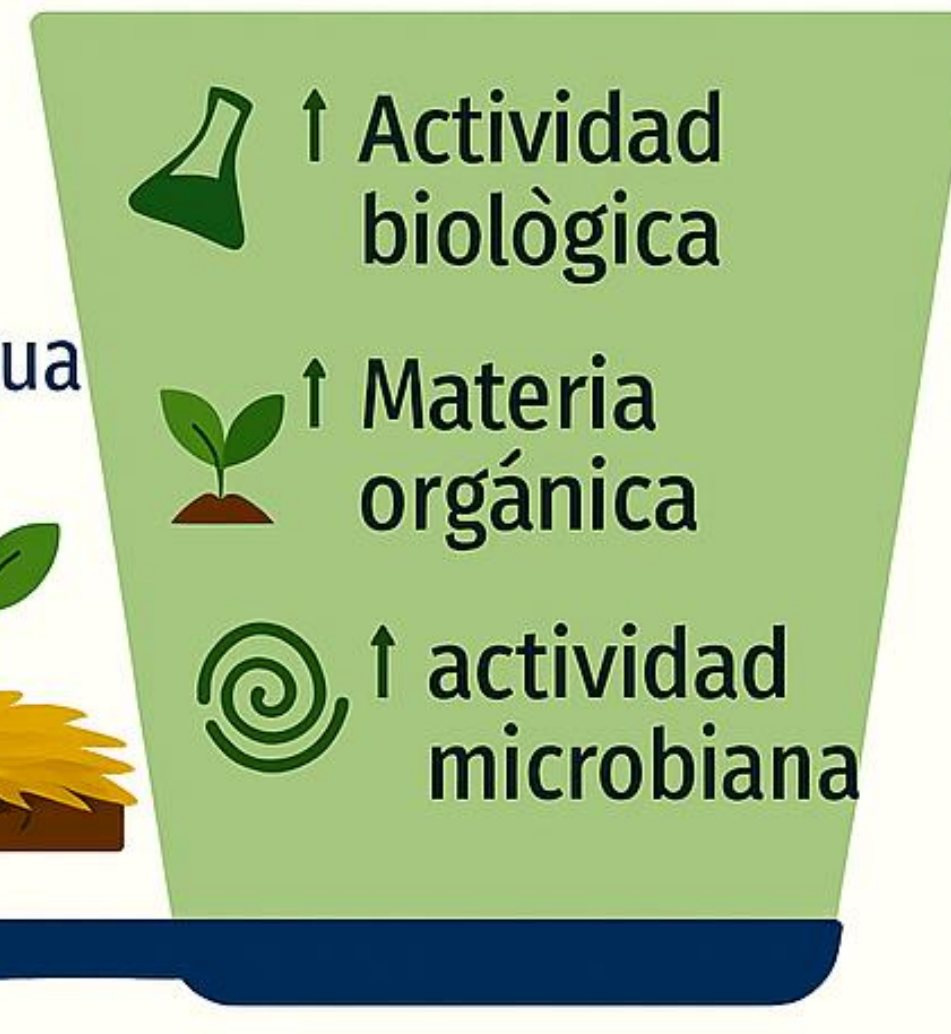 ↑ Actividad
biològica
ua
↑ Materia
orgánica
↑ actividad
microbiana